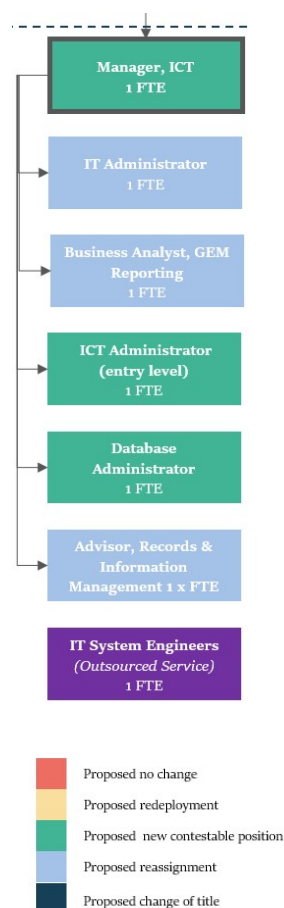 Manager, ICT
1 FTE
IT Administrator
1 FTE
Business Analyst, GEM
Reporting
1 FTE
ICT Administrator
(entry level)
1 FTE
Database
Administrator
1 FTE
Advisor, Records &
Information
Management 1 x FTE
IT System Engineers
(Outsourced Service)
1 FTE
Proposed no change
Proposed redeployment
Proposed new contestable position
Proposed reassignment
Proposed change of title